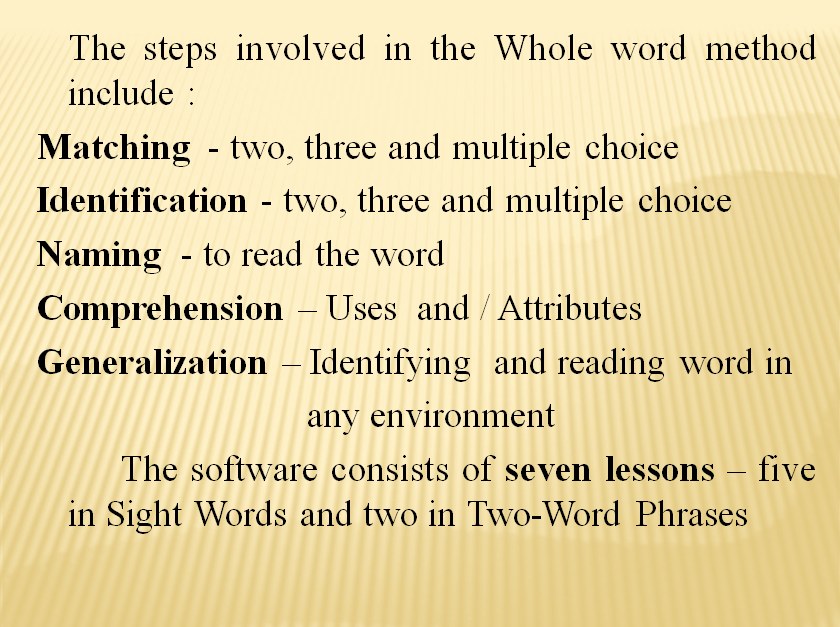 The steps involved in the Whole word method
include :
Matching - two, three and multiple choice
Identification - two, three and multiple choice
Naming - to read the word
Comprehension – Uses and / Attributes
Generalization – Identifying and reading word in
any environment
The software consists of seven lessons – five
in Sight Words and two in Two-Word Phrases